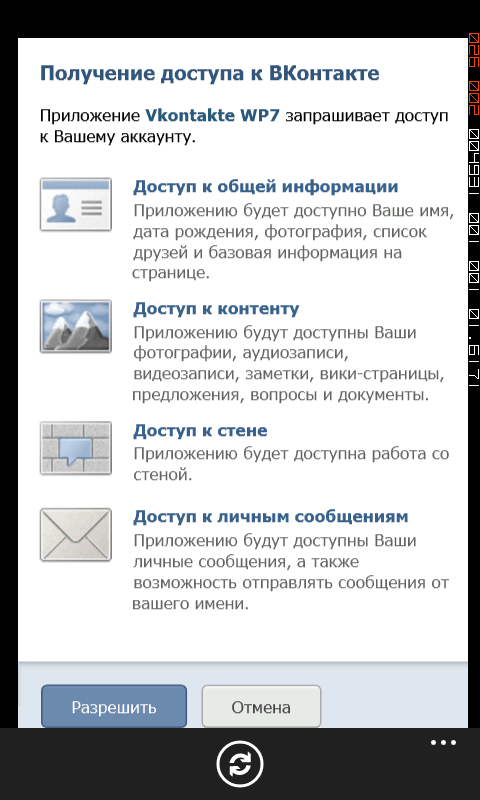 Получение доступа к ВКонтакте
Приложение Vkontakte WP7 запрашивает доступ
к Вашему аккаунту.
Доступ к общей информации
Приложению будет доступно Ваше имя,
дата рождения, фотография, список
друзей и базовая информация на
странице.
Доступ к контенту
Приложению будут доступны Ваши
фотографии, аудиозаписи,
видеозаписи, заметки, вики-страницы,
предложения, вопросы и документы.
Доступ к стене
Приложению будет доступна работа со
стеной.
Доступ к личным сообщениям
Приложению будут доступны Ваши
личные сообщения, а также
возможность отправлять сообщения от
вашего имени.
Разрешить
Отмена